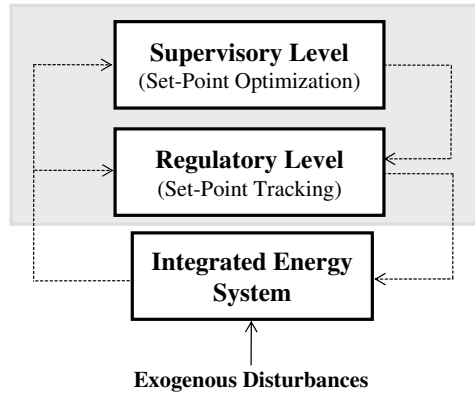 Supervisory Level
(Set-Point Optimization)
Regulatory Level
(Set-Point Tracking)
Integrated Energy
System
Exogenous Disturbances